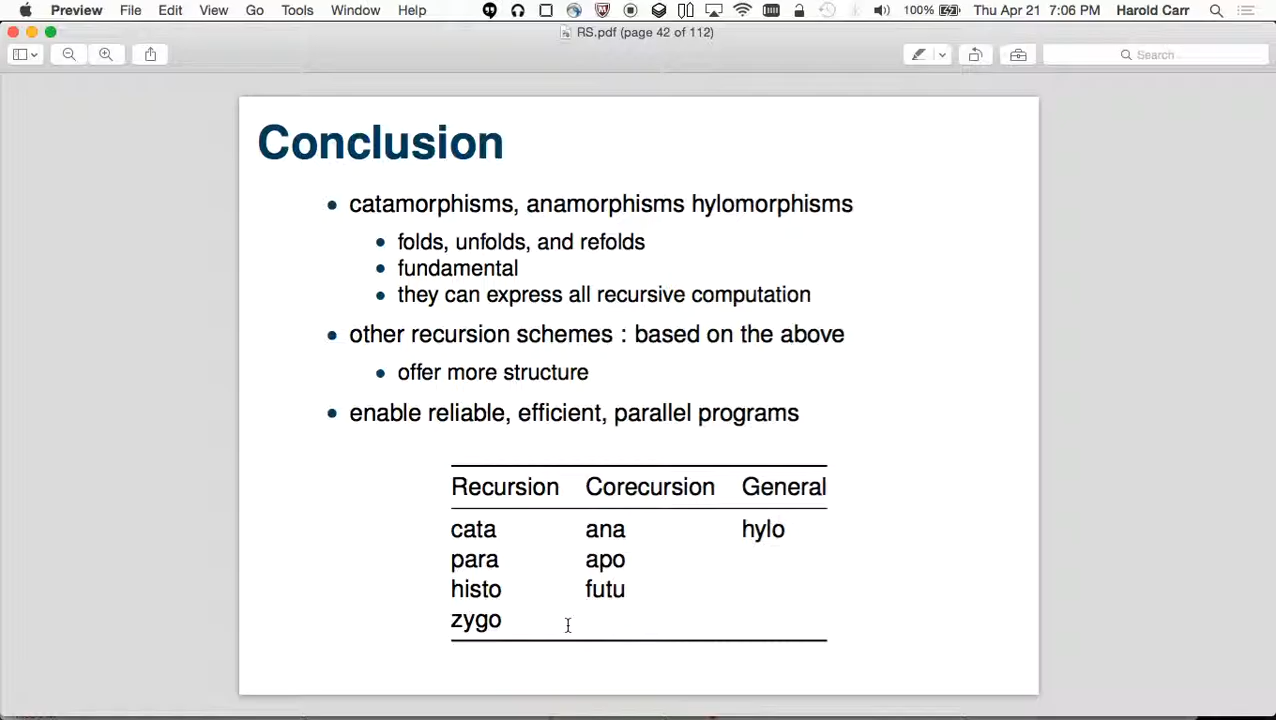 Preview File Edit View Go Tools Window Help 100% Thu Apr 21 7:06 PM Harold Carr
RS.pdf (page 42 of 112)
Search
Conclusion
• catamorphisms, anamorphisms hylomorphisms
• folds, unfolds, and refolds
• fundamental
• they can express all recursive computation
• other recursion schemes : based on the above
• offer more structure
• enable reliable, efficient, parallel programs
Recursion Corecursion General
cata ana hylo
para apo
histo futu
zygo